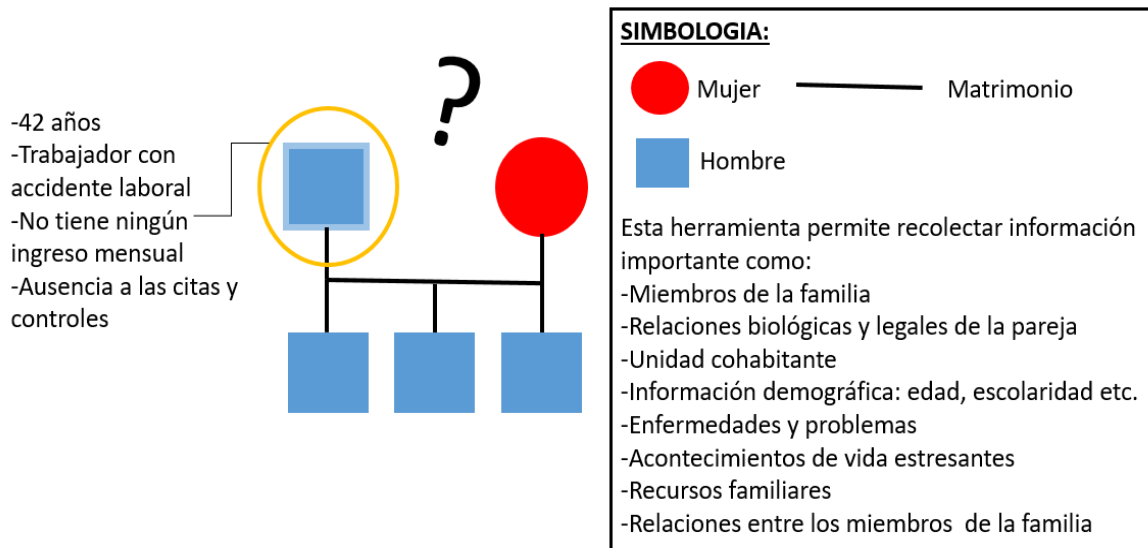 -42 años
-Trabajador con
accidente laboral
-No tiene ningún
ingreso mensual
-Ausencia a las citas y
controles
?
SIMBOLOGIA:
Mujer
Matrimonio
Hombre
Esta herramienta permite recolectar información
importante como:
-Miembros de la familia
-Relaciones biológicas y legales de la pareja
-Unidad cohabitante
-Información demográfica: edad, escolaridad etc.
-Enfermedades y problemas
-Acontecimientos de vida estresantes
-Recursos familiares
-Relaciones entre los miembros de la familia